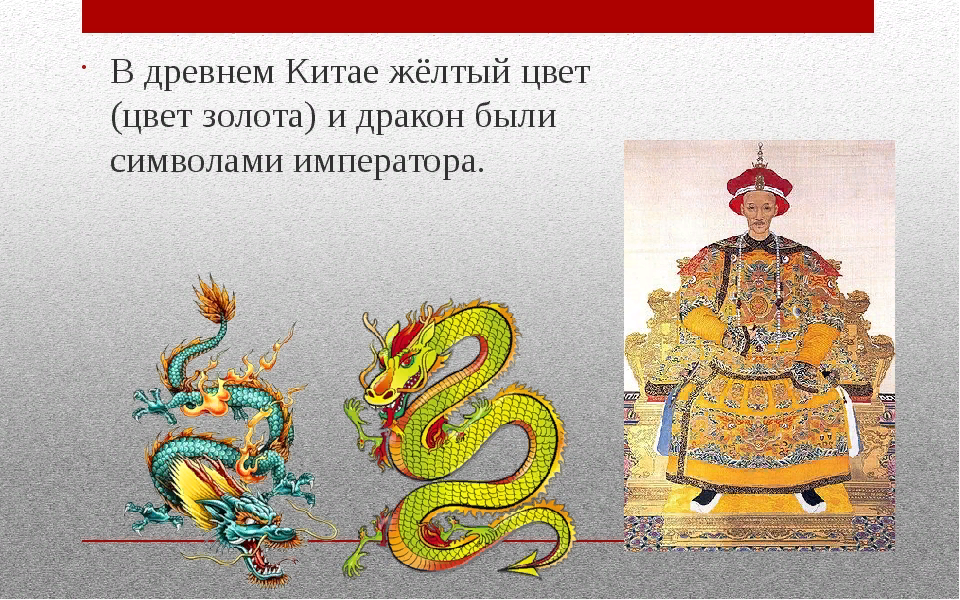 В древнем Китае жёлтый цвет
(цвет золота) и дракон были
символами императора.